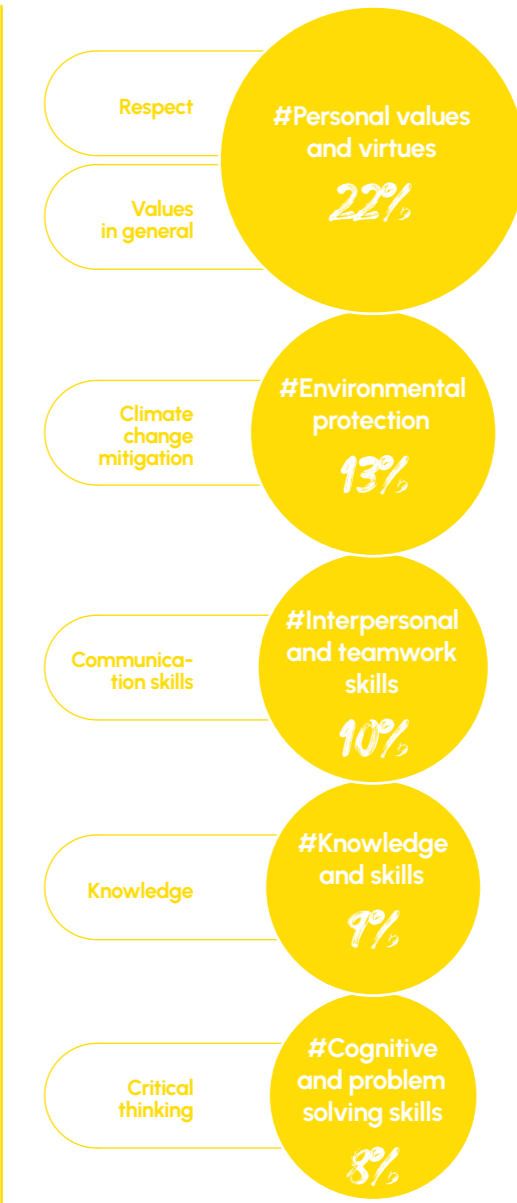 Respect
#Personal values
and virtues
22%
Values
in general
#Environmental
protection
13%
Climate
change
mitigation
#Interpersonal
and teamwork
skills
10%
Communica-
tion skills
#Knowledge
and skills
9%
Knowledge
#Cognitive
and problem
solving skills
8%
Critical
thinking